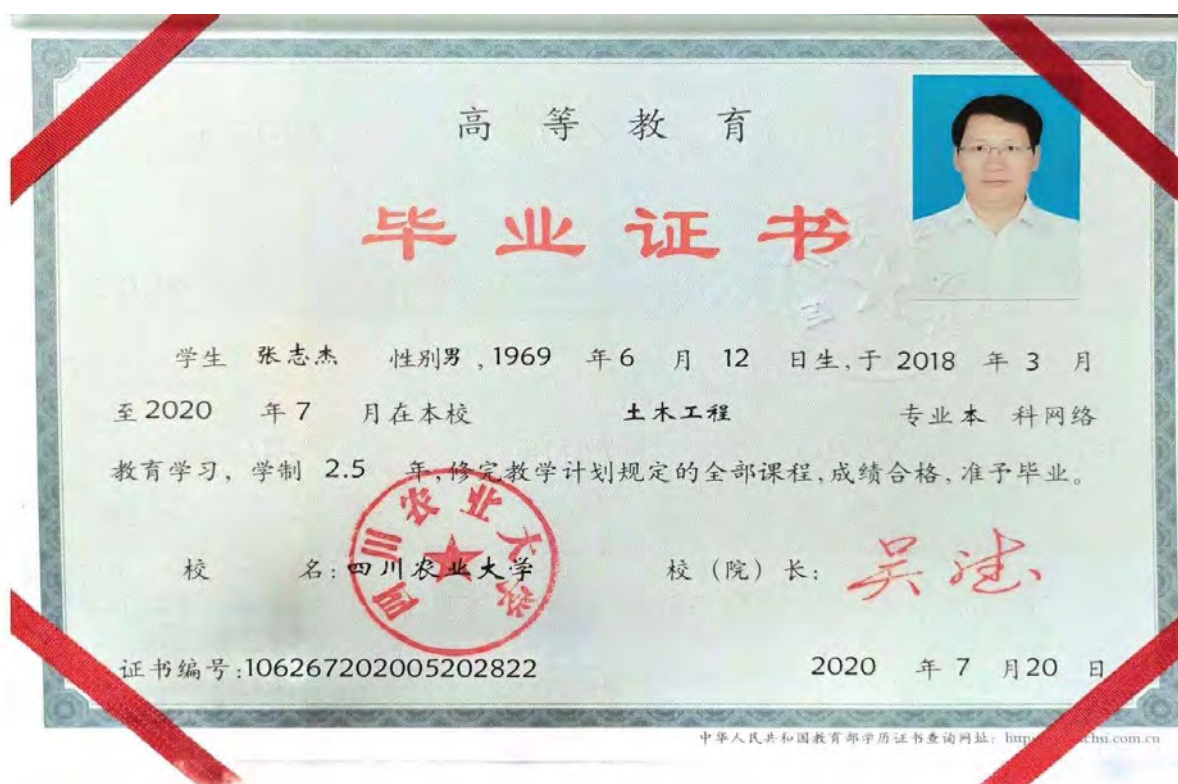 高等教育
毕业证书
学生 张志杰 性别男，1969 年 6 月 12 日生，于 2018 年 3 月
至 2020 年 7 月在本校 土木工程 专业本 科网络
教育学习，学制 2.5 年，修完教学计划规定的全部课程，成绩合格，准予毕业。
四川农业大学
校 名：四川农业大学 校（院）长：吴德
证书编号：106267202005202822 2020 年 7 月 20 日
中华人民共和国教育部学历证书查询网址：http chsi.com.cn